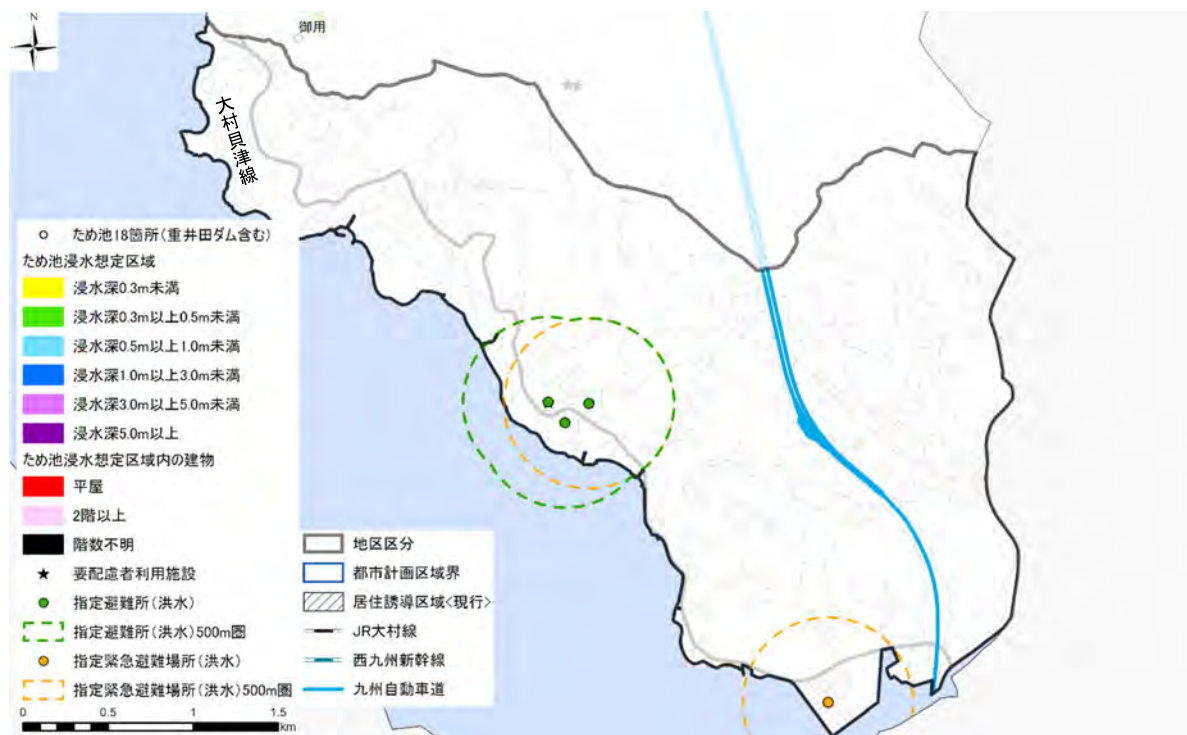 N
御用
大村貝津線
ため池18箇所(重井田ダム含む)
ため池浸水想定区域
浸水深0.3m未満
浸水深0.3m以上0.5m未満
浸水深0.5m以上1.0m未満
浸水深1.0m以上3.0m未満
浸水深3.0m以上5.0m未満
浸水深5.0m以上
ため池浸水想定区域内の建物
平屋
2階以上
階数不明
要配慮者利用施設
指定避難所(洪水)
指定避難所(洪水)500m圏
指定緊急避難場所(洪水)
指定緊急避難場所(洪水)500m圏
0 0.5 1 1.5
km
地区区分
都市計画区域界
居住誘導区域<現行>
JR大村線
西九州新幹線
九州自動車道